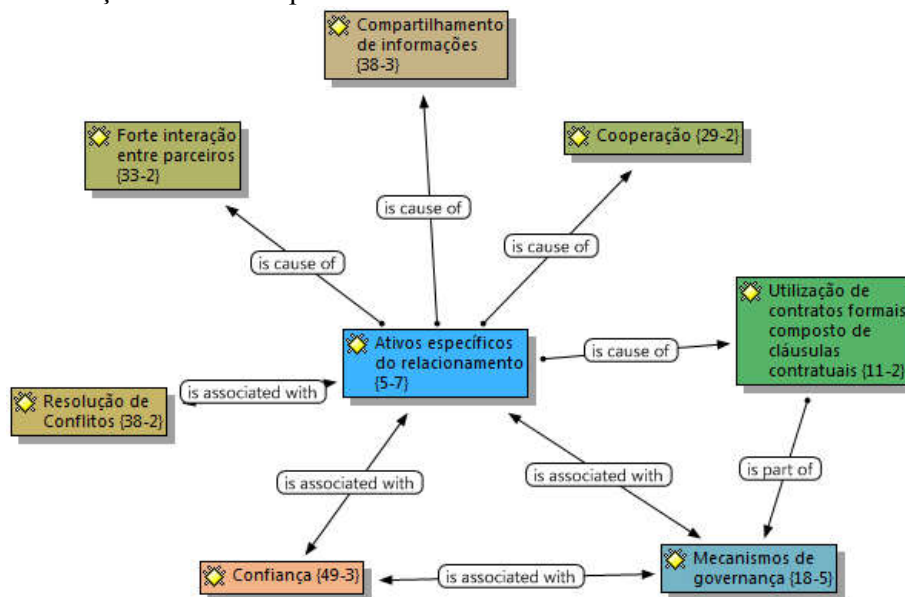 Compartilhamento
de informações
{38-3}
Forte interação
entre parceiros
{33-2}
Cooperação {29-2}
is cause of
is cause of
is cause of
Utilização de
contratos formais
composto de
cláusulas
contratuais {11-2}
Ativos específicos
do relacionamento
{5-7}
is cause of
is associated with
Resolução de
Conflitos {38-2}
is associated with
is associated with
is part of
Confiança {49-3}
is associated with
Mecanismos de
governança {18-5}